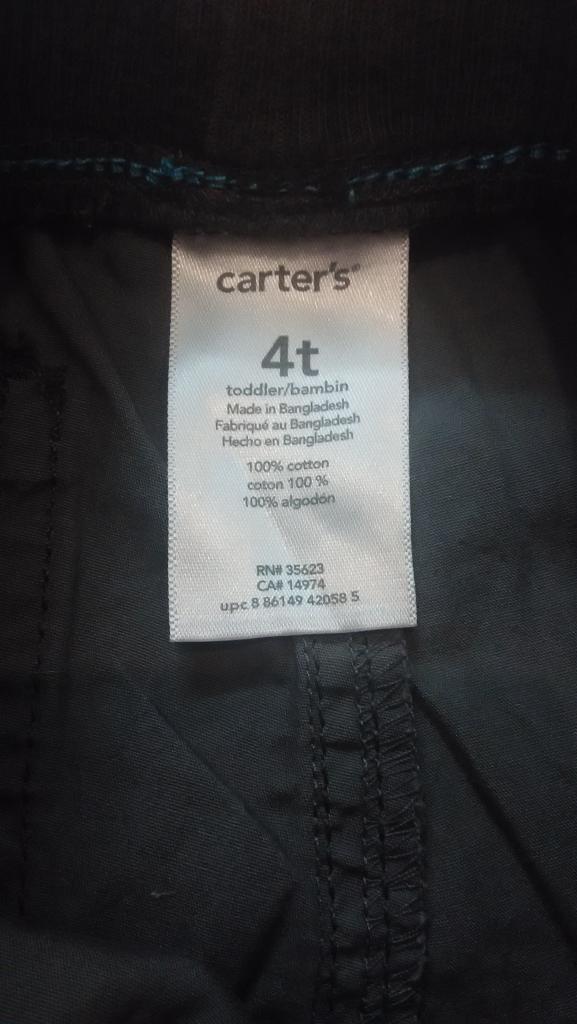 carter's®
4t
toddler/bambin
Made in Bangladesh
Fabriqué au Bangladesh
Hecho en Bangladesh
100% cotton
coton 100 %
100% algodón
RN# 35623
CA# 14974
upc 8 86149 42058 5